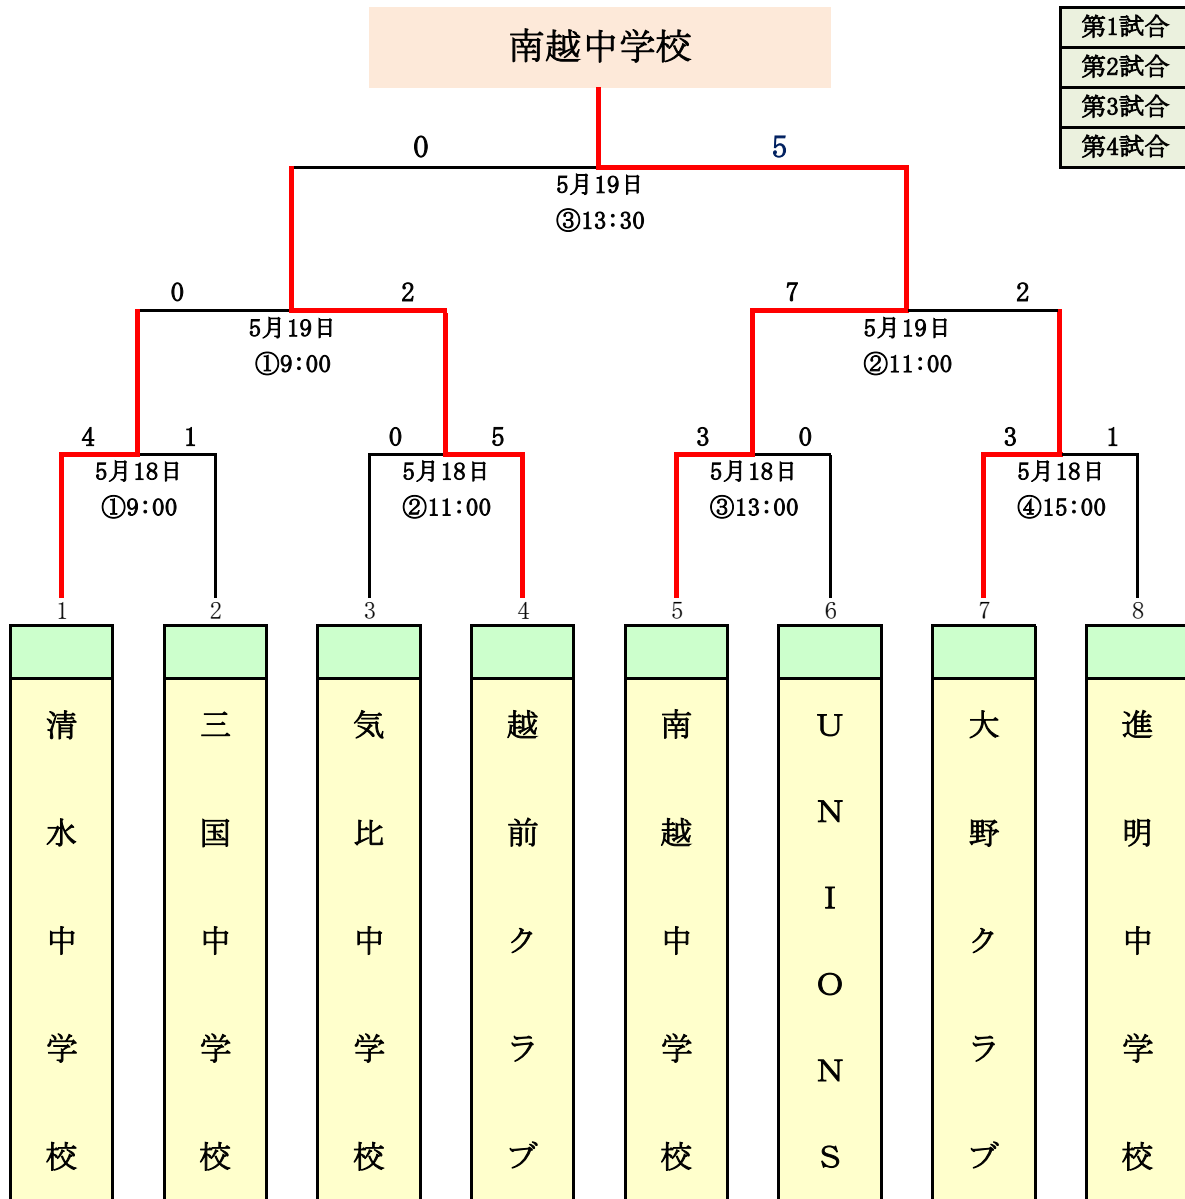 南越中学校
第1試合
第2試合
第3試合
第4試合
0 5
5月19日
③13:30
0 2 7 2
5月19日 5月19日
①9:00 ②11:00
4 1 0 5 3 0 3 1
5月18日 5月18日 5月18日 5月18日
①9:00 ②11:00 ③13:00 ④15:00
1 2 3 4 5 6 7 8
清水中学校
三国中学校
気比中学校
越前クラブ
南越中学校
UNIONS
大野クラブ
進明中学校